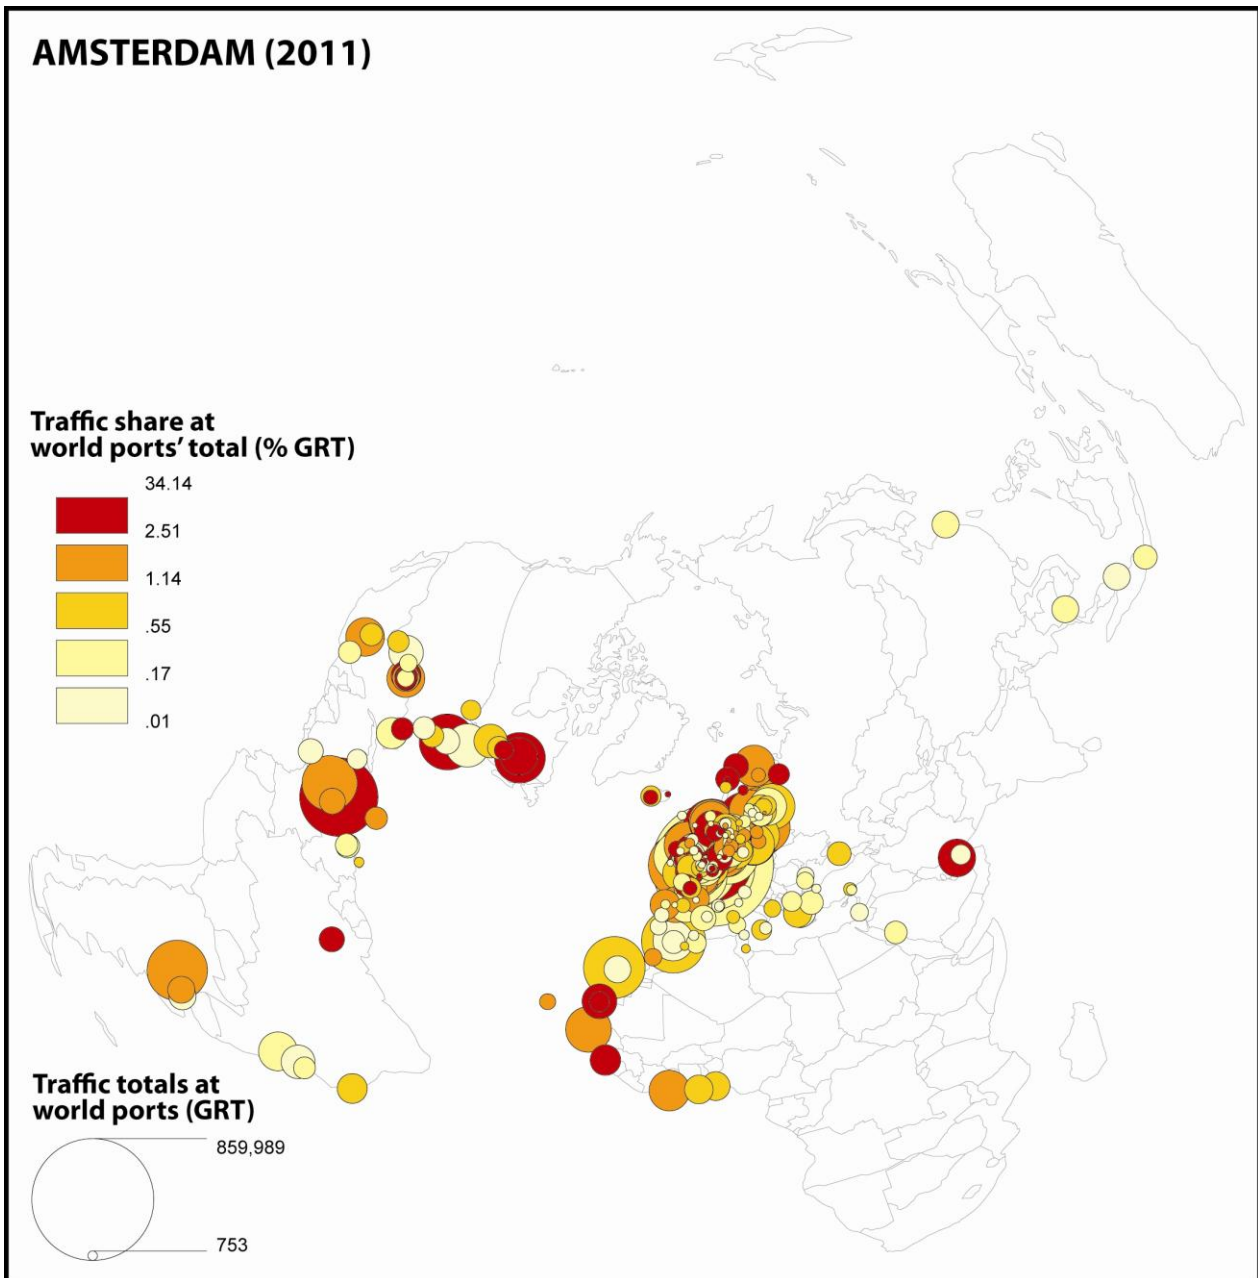 AMSTERDAM (2011)
Traffic share at
world ports' total (% GRT)
34.14
2.51
1.14
.55
.17
.01
Traffic totals at
world ports (GRT)
859,989
753